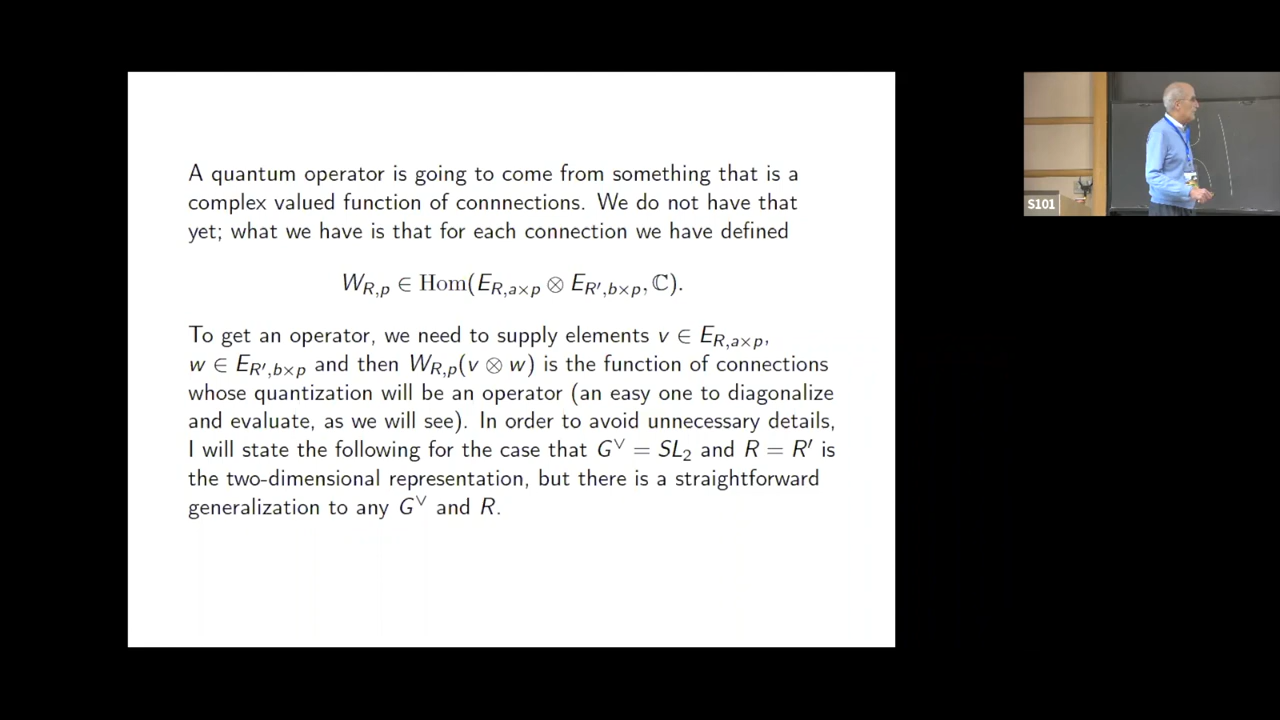 A quantum operator is going to come from something that is a
complex valued function of connnections. We do not have that
yet; what we have is that for each connection we have defined
W_{R,p} ∈ Hom(E_{R,a×p} ⊗ E_{R′,b×p}, ℂ).
To get an operator, we need to supply elements v ∈ E_{R,a×p},
w ∈ E_{R′,b×p} and then W_{R,p}(v ⊗ w) is the function of connections
whose quantization will be an operator (an easy one to diagonalize
and evaluate, as we will see). In order to avoid unnecessary details,
I will state the following for the case that G^∨ = SL₂ and R = R′ is
the two-dimensional representation, but there is a straightforward
generalization to any G^∨ and R.
S101